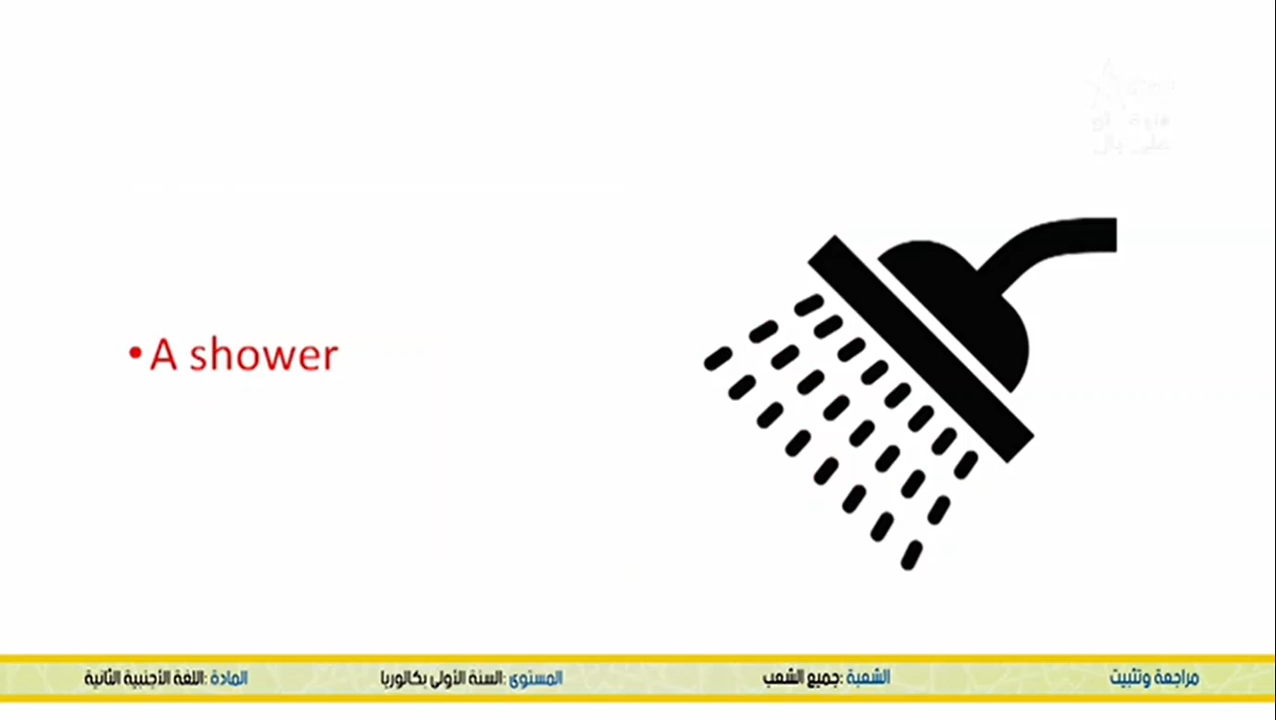 • A shower
مراجعة وتثبيت
الشعبة :جميع الشعب
المستوى :السنة الأولى بكالوريا
المادة :اللغة الأجنبية الثانية